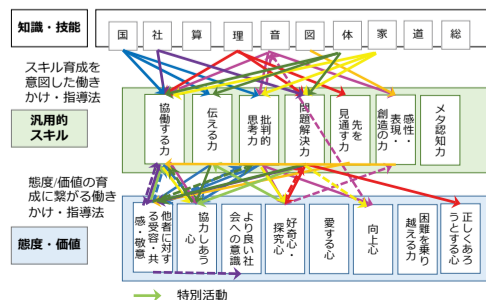 知識・技能
国 社 算 理 音 図 体 家 道 総
スキル育成を
意図した働き
かけ・指導法
汎用的
スキル
協働する力
伝える力
批判的
思考力
問題解決力
先を
見通す力
感性・
表現・
創造の力
メタ認知力
態度/価値の育
成に繋がる働き
かけ・指導法
態度・価値
他者に対す
る受容・共
感・敬意
協力しあう
心
より良い社
会への意識
好奇心・
探究心
愛する心
向上心
困難を乗り
越える力
正しくあろ
うとする心
特別活動